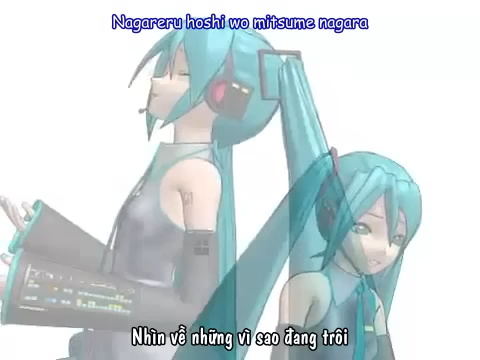 Nagareru hoshi wo mitsume nagara
Nhìn về những vì sao đang trôi